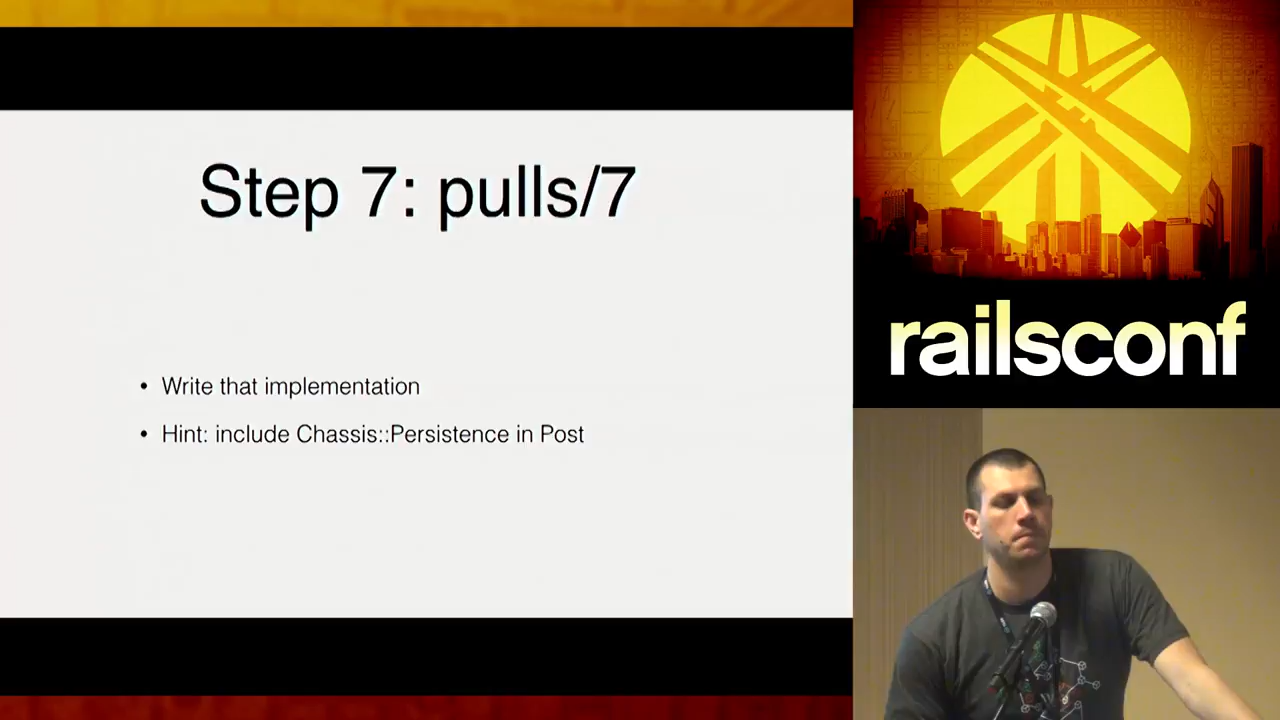 Step 7: pulls/7
• Write that implementation
• Hint: include Chassis::Persistence in Post
railsconf